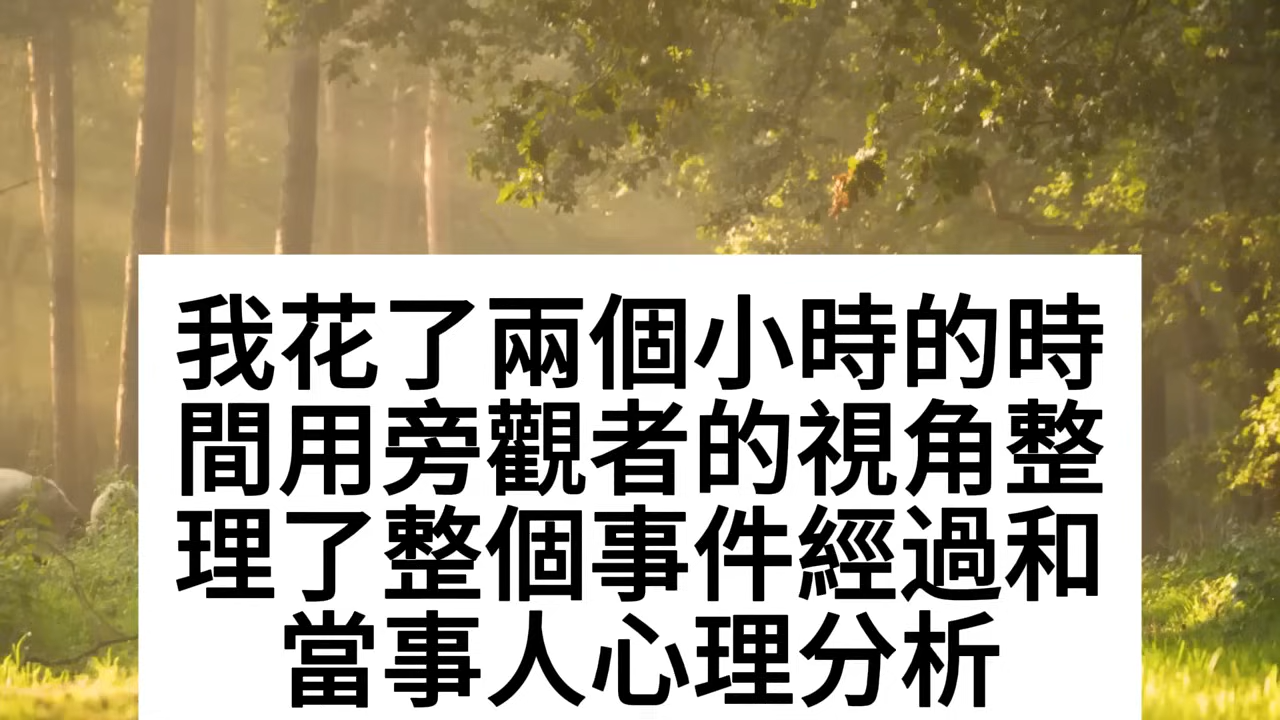 我花了兩個小時的時
間用旁觀者的視角整
理了整個事件經過和
當事人心理分析